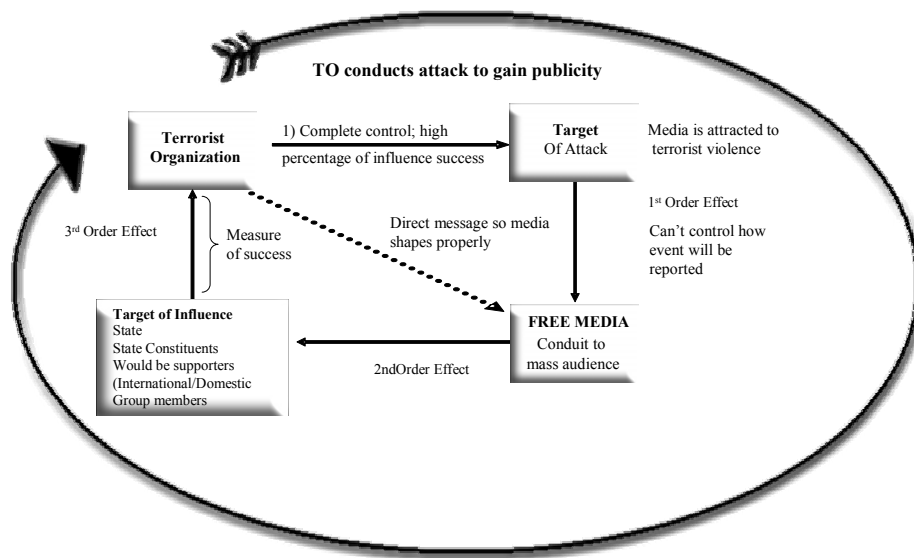 TO conducts attack to gain publicity
Terrorist
Organization
1) Complete control; high
percentage of influence success
Target
Of Attack
Media is attracted to
terrorist violence
1st Order Effect
Can't control how
event will be
reported
Direct message so media
shapes properly
3rd Order Effect
Measure
of success
Target of Influence
State
State Constituents
Would be supporters
(International/Domestic
Group members
2ndOrder Effect
FREE MEDIA
Conduit to
mass audience